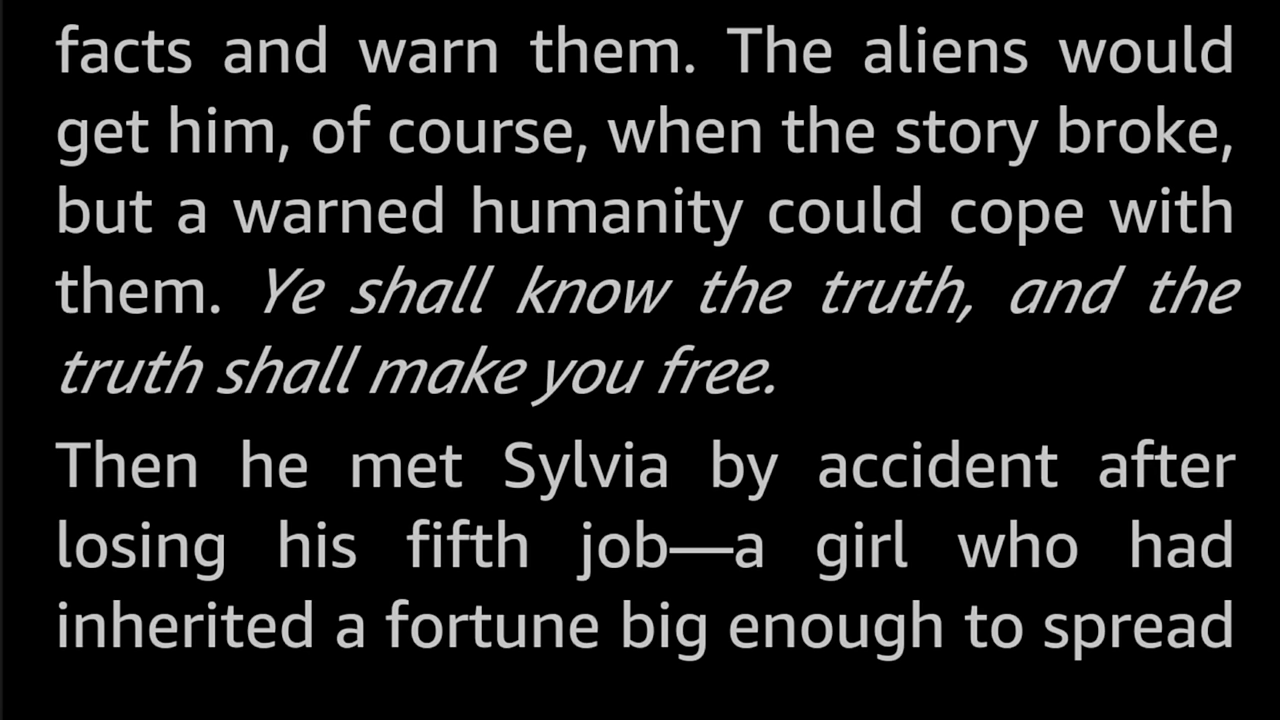 facts and warn them. The aliens would
get him, of course, when the story broke,
but a warned humanity could cope with
them. Ye shall know the truth, and the
truth shall make you free.
Then he met Sylvia by accident after
losing his fifth job—a girl who had
inherited a fortune big enough to spread